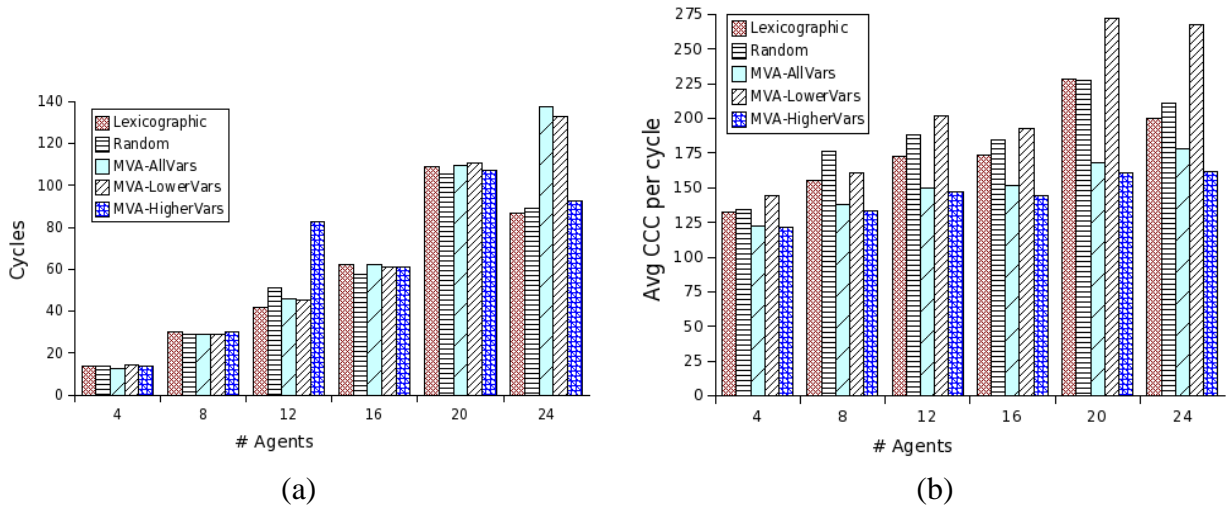 140
120
100
80
60
40
20
0
Cycles
Lexicographic
Random
MVA-AllVars
MVA-LowerVars
MVA-HigherVars
4 8 12 16 20 24
# Agents
(a)
275
250
225
200
175
150
125
100
75
50
25
0
Avg CCC per cycle
Lexicographic
Random
MVA-AllVars
MVA-LowerVars
MVA-HigherVars
4 8 12 16 20 24
# Agents
(b)